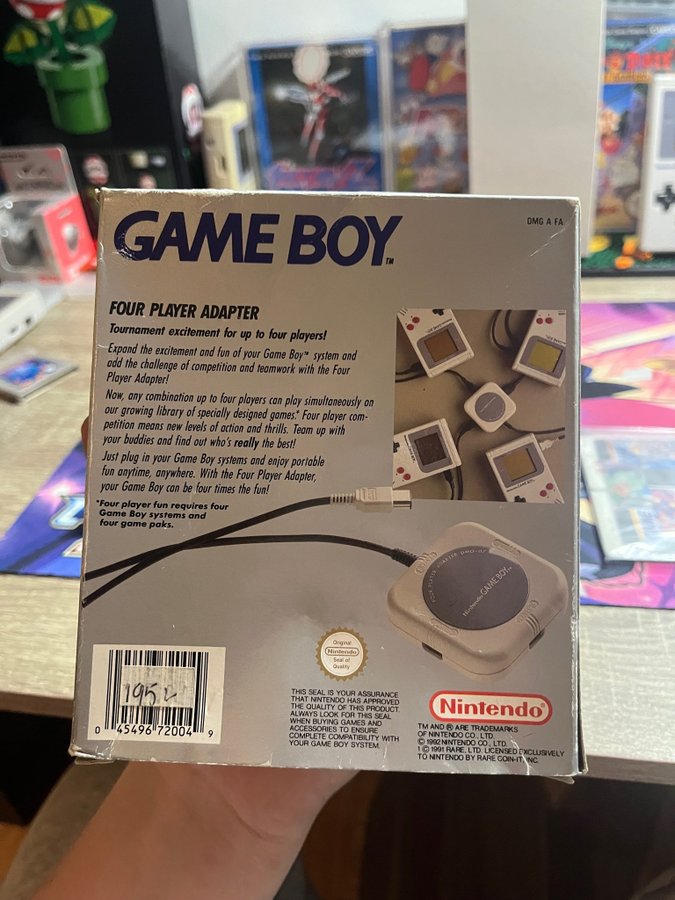 GAME BOY™
DMG A FA
FOUR PLAYER ADAPTER
Tournament excitement for up to four players!
Expand the excitement and fun of your Game Boy™ system and
add the challenge of competition and teamwork with the Four
Player Adapter!
Now, any combination up to four players can play simultaneously on
our growing library of specially designed games.* Four player com-
petition means new levels of action and thrills. Team up with
your buddies and find out who's really the best!
Just plug in your Game Boy systems and enjoy portable
fun anytime, anywhere. With the Four Player Adapter,
your Game Boy can be four times the fun!
*Four player fun requires four
Game Boy systems and
four game paks.
FOUR PLAYER ADAPTER DMG-07
Nintendo GAME BOY™
Original
Nintendo
Seal of
Quality
THIS SEAL IS YOUR ASSURANCE
THAT NINTENDO HAS APPROVED
THE QUALITY OF THIS PRODUCT.
ALWAYS LOOK FOR THIS SEAL
WHEN BUYING GAMES AND
ACCESSORIES TO ENSURE
COMPLETE COMPATIBILITY WITH
YOUR GAME BOY SYSTEM.
Nintendo®
TM AND ® ARE TRADEMARKS
OF NINTENDO CO., LTD.
© 1992 NINTENDO CO., LTD.
© 1991 RARE, LTD. LICENSED EXCLUSIVELY
TO NINTENDO BY RARE COIN-IT, INC.
195
0 45496 72004 9